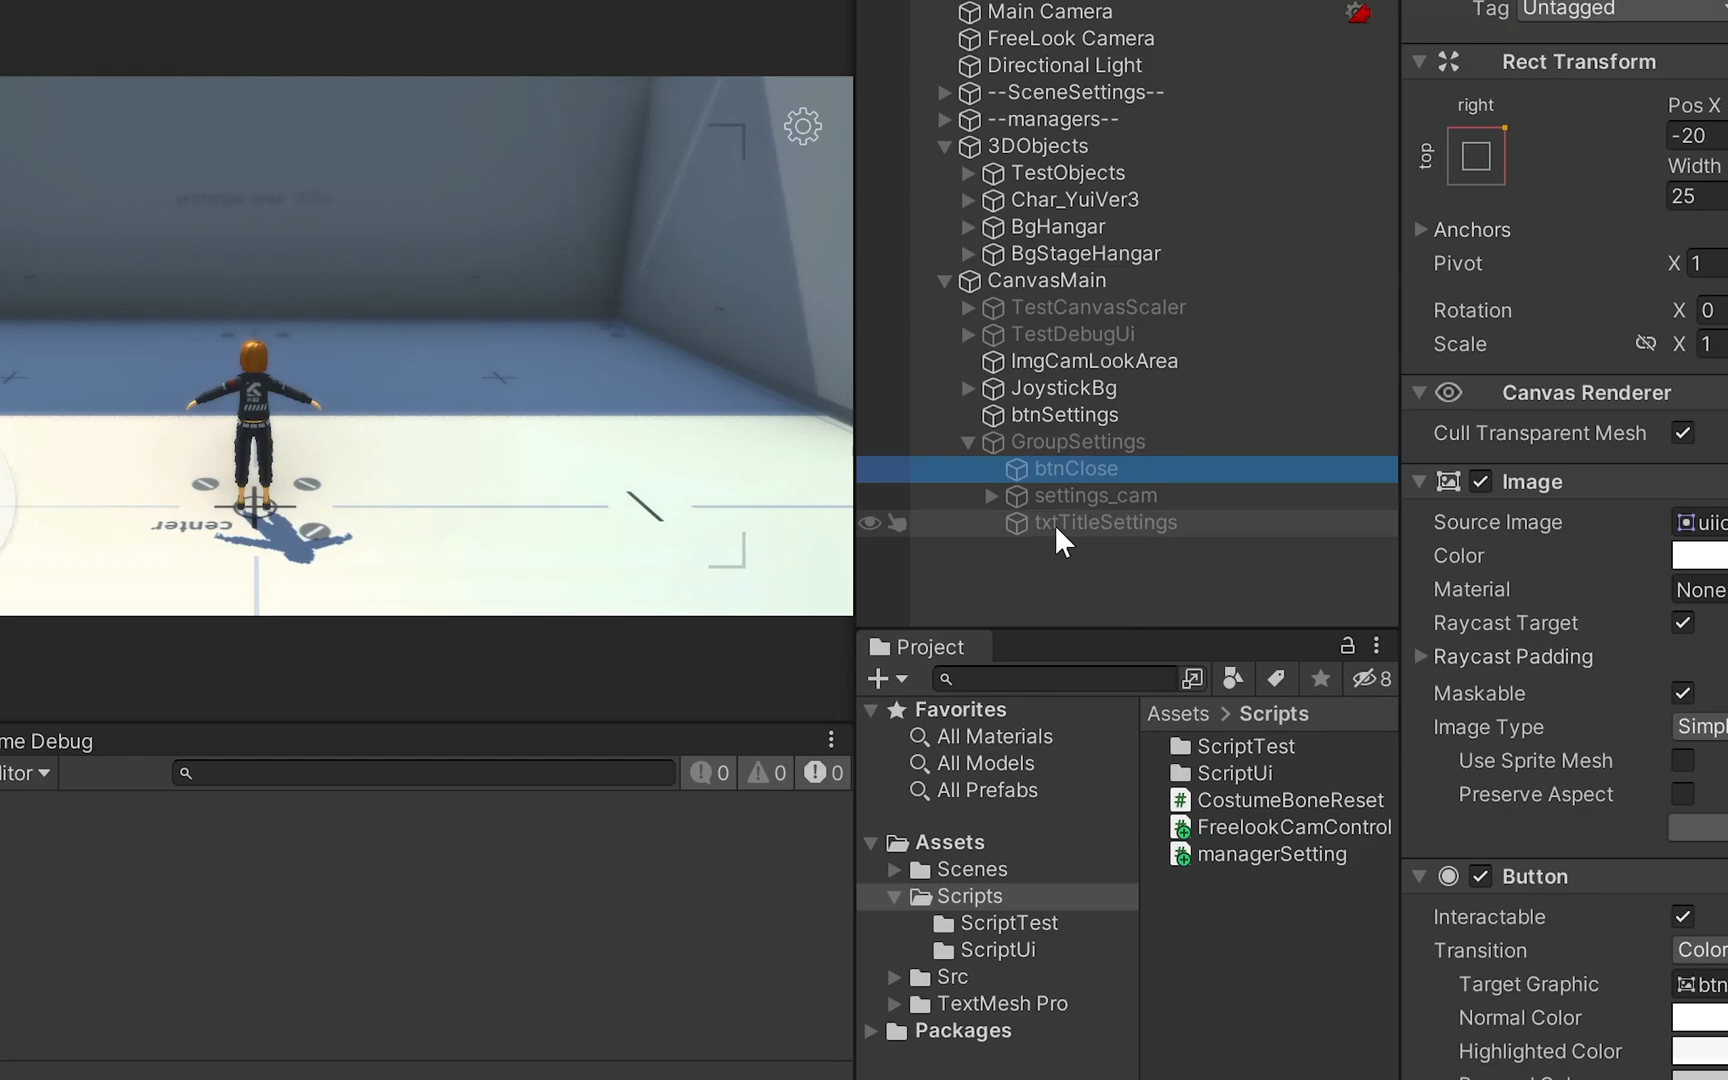 Main Camera
FreeLook Camera
Directional Light
--SceneSettings--
--managers--
3DObjects
TestObjects
Char_YuiVer3
BgHangar
BgStageHangar
CanvasMain
TestCanvasScaler
TestDebugUi
ImgCamLookArea
JoystickBg
btnSettings
GroupSettings
btnClose
settings_cam
txtTitleSettings
center
Project
8
Favorites
All Materials
All Models
All Prefabs
Assets
Scenes
Scripts
ScriptTest
ScriptUi
Src
TextMesh Pro
Packages
Assets > Scripts
ScriptTest
ScriptUi
CostumeBoneReset
FreelookCamControl
managerSetting
me Debug
itor
0 0 0
Tag Untagged
Rect Transform
right
top
Pos X
-20
Width
25
Anchors
Pivot X 1
Rotation X 0
Scale X 1
Canvas Renderer
Cull Transparent Mesh
Image
Source Image uiic
Color
Material None
Raycast Target
Raycast Padding
Maskable
Image Type Simpl
Use Sprite Mesh
Preserve Aspect
Button
Interactable
Transition Color
Target Graphic btn
Normal Color
Highlighted Color